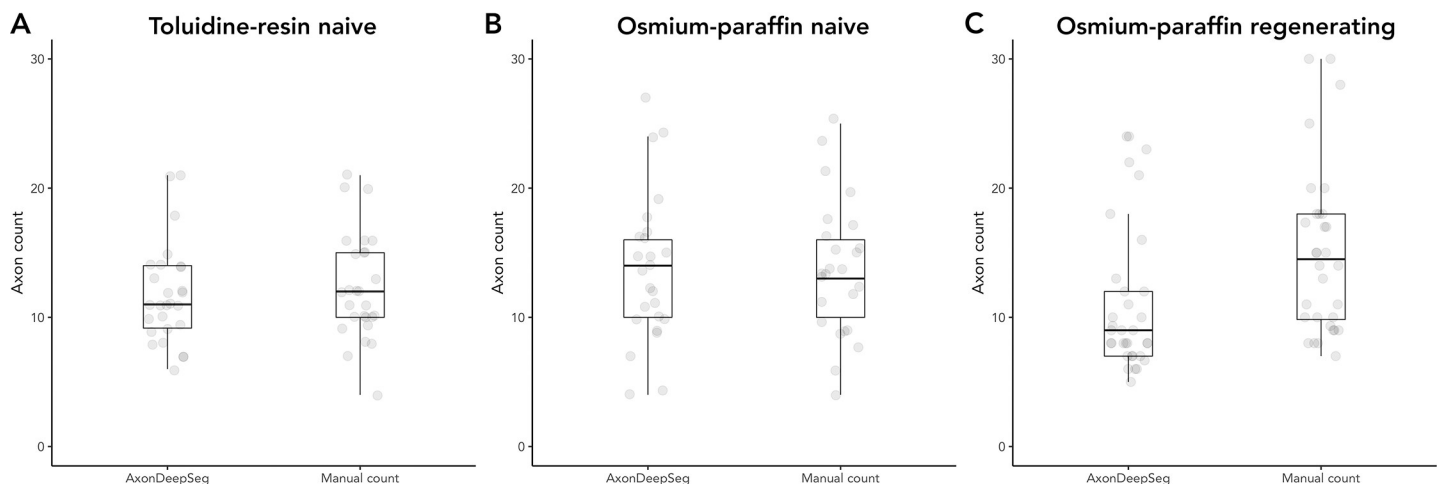 A Toluidine-resin naive
30
20
10
0
Axon count
AxonDeepSeg Manual count
B Osmium-paraffin naive
30
20
10
0
Axon count
AxonDeepSeg Manual count
C Osmium-paraffin regenerating
30
20
10
0
Axon count
AxonDeepSeg Manual count